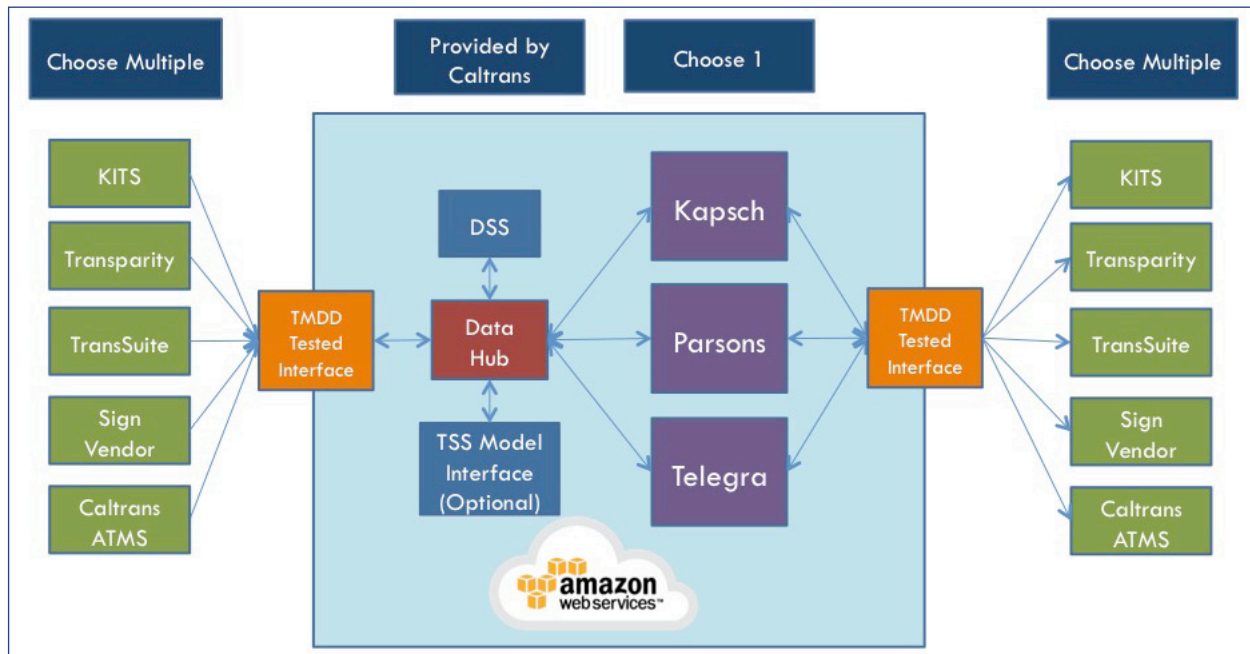 Choose Multiple
Provided by
Caltrans
Choose 1
Choose Multiple
KITS
Transparity
TransSuite
Sign
Vendor
Caltrans
ATMS
TMDD
Tested
Interface
DSS
Data
Hub
TSS Model
Interface
(Optional)
Kapsch
Parsons
Telegra
TMDD
Tested
Interface
KITS
Transparity
TransSuite
Sign
Vendor
Caltrans
ATMS
amazon
webservices™